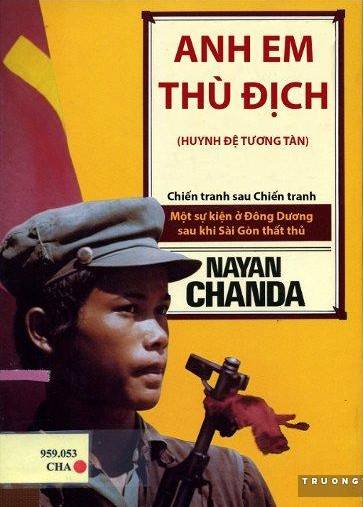 ANH EM
THÙ ĐỊCH
(HUYNH ĐỆ TƯƠNG TÀN)
Chiến tranh sau Chiến tranh
Một sự kiện ở Đông Dương
sau khi Sài Gòn thất thủ
NAYAN
CHANDA
959.053
CHA
TRUONG